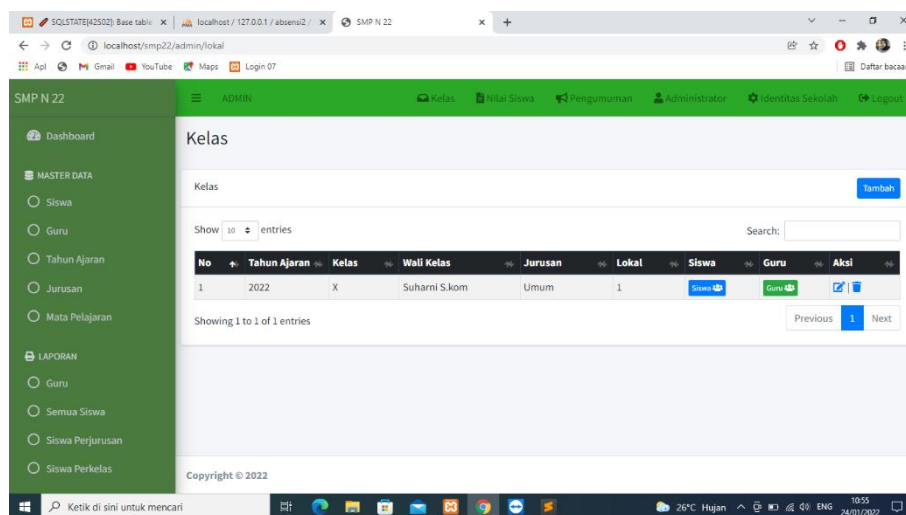 SQLSTATE[42S02]: Base table
localhost / 127.0.0.1 / absensi2 /
SMP N 22
localhost/smp22/admin/lokal
Apl
Gmail
YouTube
Maps
Login 07
Daftar bacaa
SMP N 22
ADMIN
Kelas
Nilai Siswa
Pengumuman
Administrator
Identitas Sekolah
Logout
Dashboard
MASTER DATA
Siswa
Guru
Tahun Ajaran
Jurusan
Mata Pelajaran
LAPORAN
Guru
Semua Siswa
Siswa Perjurusan
Siswa Perkelas
Kelas
Kelas
Tambah
Show 10 entries
Search:
No Tahun Ajaran Kelas Wali Kelas Jurusan Lokal Siswa Guru Aksi
1 2022 X Suharni S.kom Umum 1 Siswa Guru |
Showing 1 to 1 of 1 entries
Previous 1 Next
Copyright © 2022
Ketik di sini untuk mencari
26°C Hujan
ENG
10:55
24/01/2022